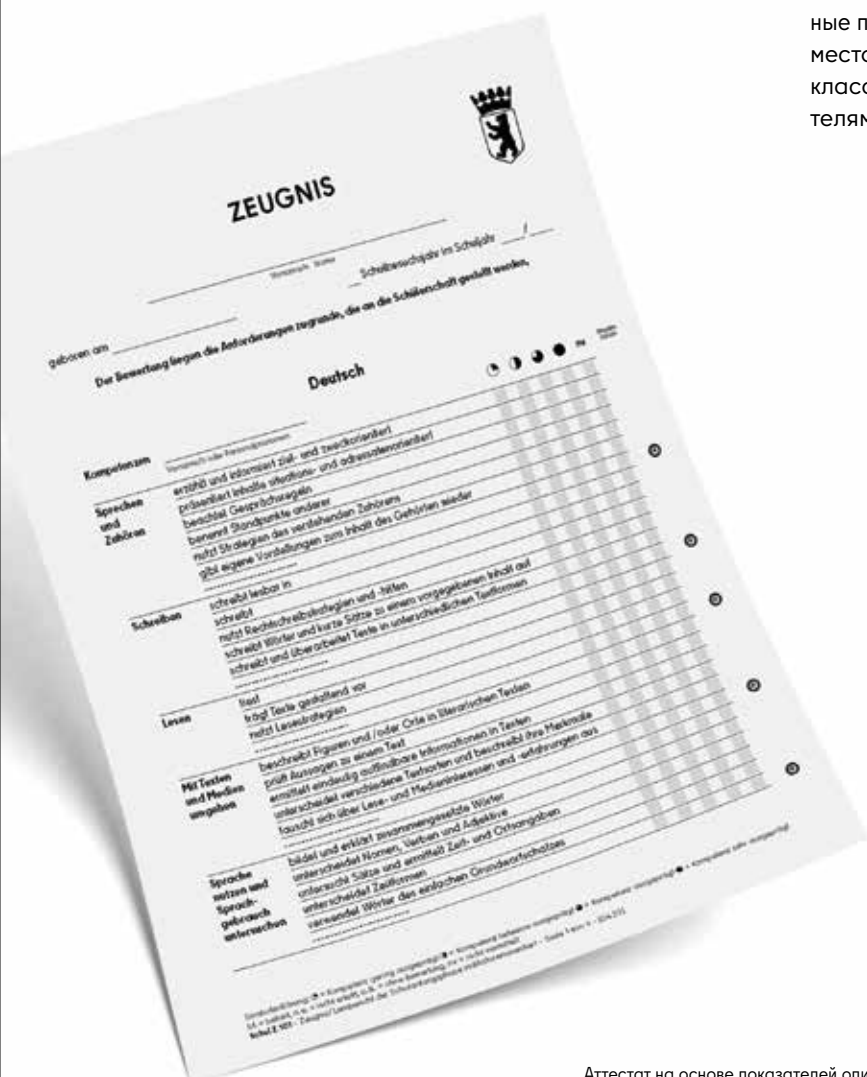 ные п
место
класс
телям
ZEUGNIS
Vorname, Name
Schulbesuchsjahr im Schuljahr /
geboren am
Der Bewertung liegen die Anforderungen zugrunde, die an die Schülerschaft gestellt werden.
Deutsch
Kompetenzen
Sprechen
und
Zuhören
erzählt und informiert ziel- und zweckorientiert
präsentiert Inhalte situations- und adressatenorientiert
beachtet Gesprächsregeln
benennt Standpunkte anderer
nutzt Strategien des verstehenden Zuhörens
gibt eigene Vorstellungen zum Inhalt des Gehörten wieder
Schreiben
schreibt lesbar in
schreibt
nutzt Rechtschreibstrategien und -hilfen
schreibt Wörter und kurze Sätze zu einem vorgegebenen Inhalt auf
schreibt und überarbeitet Texte in unterschiedlichen Textformen
Lesen
liest
trägt Texte gestaltend vor
nutzt Lesestrategien
Mit Texten
und Medien
umgehen
beschreibt Figuren und /oder Orte in literarischen Texten
prüft Aussagen zu einem Text
ermittelt eindeutig auffindbare Informationen in Texten
unterscheidet verschiedene Textsorten und beschreibt ihre Merkmale
tauscht sich über Lese- und Medieninteressen und -erfahrungen aus
Sprache
nutzen und
Sprach-
gebrauch
untersuchen
bildet und erklärt zusammengesetzte Wörter
unterscheidet Nomen, Verben und Adjektive
untersucht Sätze und ermittelt Zeit- und Ortsangaben
unterscheidet Zeitformen
verwendet Wörter des einfachen Grundwortschatzes
Аттестат на основе показателей опи